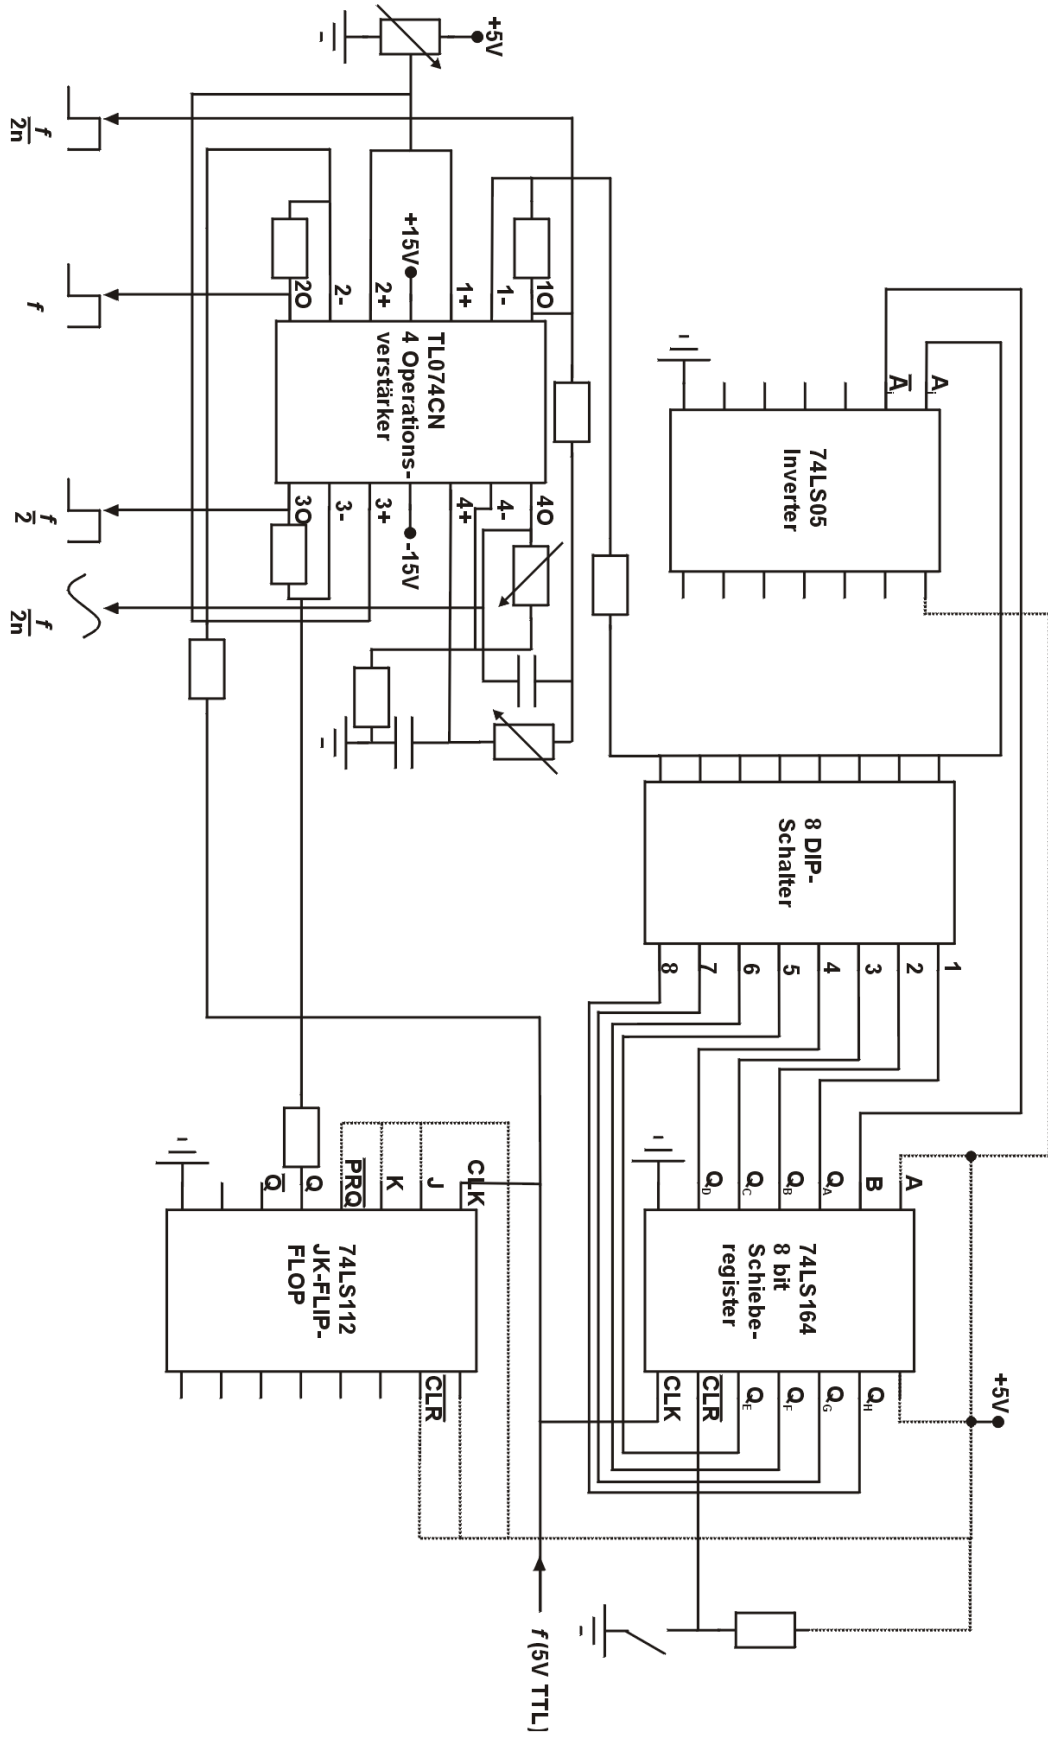 +5V
f
2n
f
f
2
f
2n
+15V
1O
1-
1+
2+
2-
2O
TL074CN
4 Operations-
verstärker
4O
4-
4+
-15V
3+
3-
3O
Ai
Ai
74LS05
Inverter
8 DIP-
Schalter
1
2
3
4
5
6
7
8
A
B
QA
QB
QC
QD
74LS164
8 bit
Schiebe-
register
QH
QG
QF
QE
CLR
CLK
+5V
CLK
J
K
PRQ
Q
Q
74LS112
JK-FLIP-
FLOP
CLR
f (5V TTL)